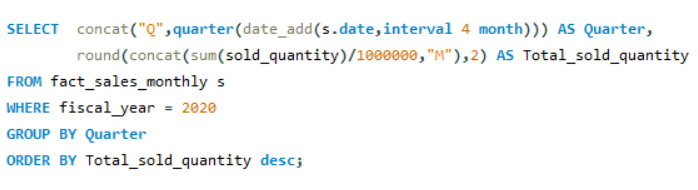 SELECT concat("Q",quarter(date_add(s.date,interval 4 month))) AS Quarter,
round(concat(sum(sold_quantity)/1000000,"M"),2) AS Total_sold_quantity
FROM fact_sales_monthly s
WHERE fiscal_year = 2020
GROUP BY Quarter
ORDER BY Total_sold_quantity desc;